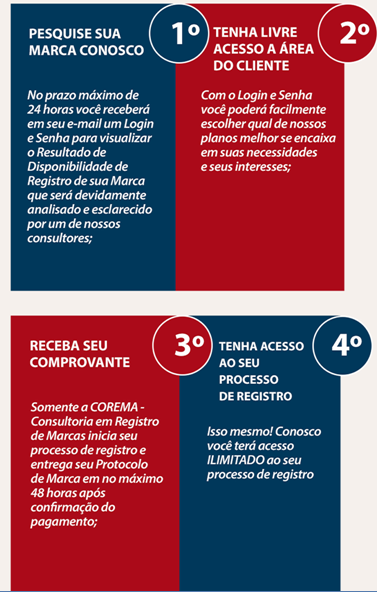 PESQUISE SUA
MARCA CONOSCO
1º
No prazo máximo de
24 horas você receberá
em seu e-mail um Login
e Senha para visualizar
o Resultado de
Disponibilidade de
Registro de sua Marca
que será devidamente
analisado e esclarecido
por um de nossos
consultores;
TENHA LIVRE
ACESSO A ÁREA
DO CLIENTE
2º
Com o Login e Senha
você poderá facilmente
escolher qual de nossos
planos melhor se encaixa
em suas necessidades
e seus interesses;
RECEBA SEU
COMPROVANTE
3º
Somente a COREMA -
Consultoria em Registro
de Marcas inicia seu
processo de registro e
entrega seu Protocolo
de Marca em no máximo
48 horas após
confirmação do
pagamento;
TENHA ACESSO
AO SEU
PROCESSO
DE REGISTRO
4º
Isso mesmo! Conosco
você terá acesso
ILIMITADO ao seu
processo de registro